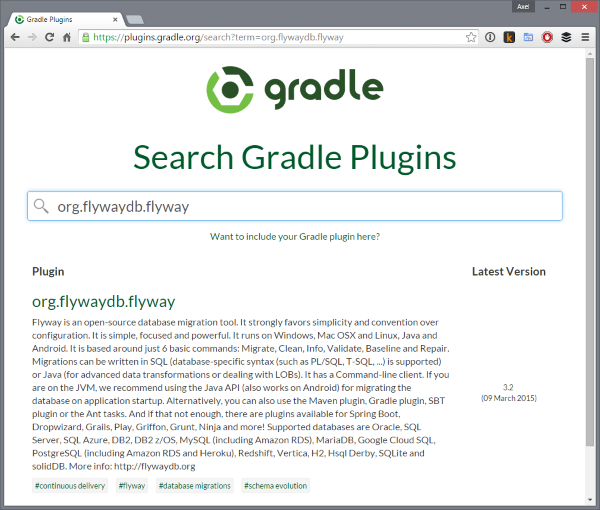 Axel
Gradle Plugins
https://plugins.gradle.org/search?term=org.flywaydb.flyway
gradle
Search Gradle Plugins
org.flywaydb.flyway
Want to include your Gradle plugin here?
Plugin
Latest Version
org.flywaydb.flyway
Flyway is an open-source database migration tool. It strongly favors simplicity and convention over
configuration. It is simple, focused and powerful. It runs on Windows, Mac OSX and Linux, Java and
Android. It is based around just 6 basic commands: Migrate, Clean, Info, Validate, Baseline and Repair.
Migrations can be written in SQL (database-specific syntax (such as PL/SQL, T-SQL, ...) is supported)
or Java (for advanced data transformations or dealing with LOBs). It has a Command-line client. If you
are on the JVM, we recommend using the Java API (also works on Android) for migrating the
database on application startup. Alternatively, you can also use the Maven plugin, Gradle plugin, SBT
plugin or the Ant tasks. And if that not enough, there are plugins available for Spring Boot,
Dropwizard, Grails, Play, Griffon, Grunt, Ninja and more! Supported databases are Oracle, SQL
Server, SQL Azure, DB2, DB2 z/OS, MySQL (including Amazon RDS), MariaDB, Google Cloud SQL,
PostgreSQL (including Amazon RDS and Heroku), Redshift, Vertica, H2, Hsql Derby, SQLite and
solidDB. More info: http://flywaydb.org
3.2
(09 March 2015)
#continuous delivery #flyway #database migrations #schema evolution